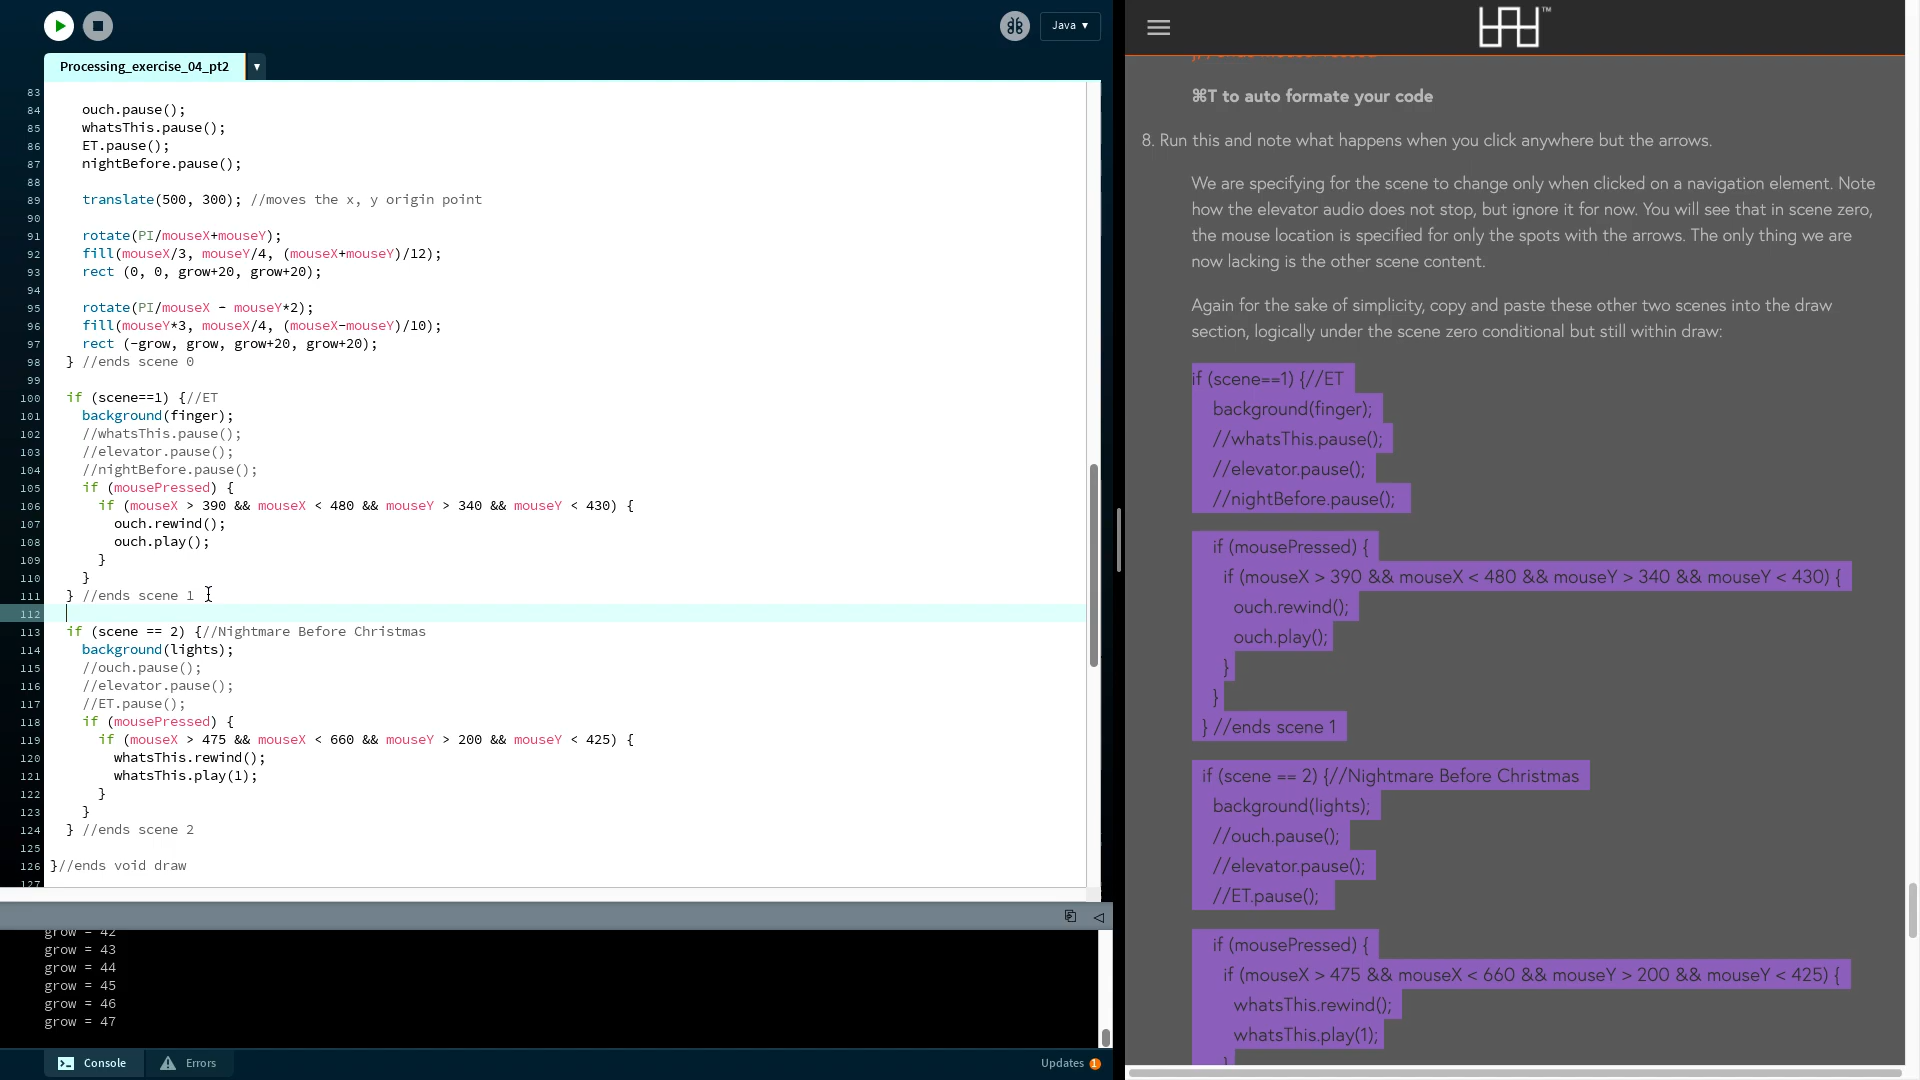 Java ▾
Processing_exercise_04_pt2 ▾
83
84 ouch.pause();
85 whatsThis.pause();
86 ET.pause();
87 nightBefore.pause();
88
89 translate(500, 300); //moves the x, y origin point
90
91 rotate(PI/mouseX+mouseY);
92 fill(mouseX/3, mouseY/4, (mouseX+mouseY)/12);
93 rect (0, 0, grow+20, grow+20);
94
95 rotate(PI/mouseX - mouseY*2);
96 fill(mouseY*3, mouseX/4, (mouseX-mouseY)/10);
97 rect (-grow, grow, grow+20, grow+20);
98 } //ends scene 0
99
100 if (scene==1) {//ET
101 background(finger);
102 //whatsThis.pause();
103 //elevator.pause();
104 //nightBefore.pause();
105 if (mousePressed) {
106 if (mouseX > 390 && mouseX < 480 && mouseY > 340 && mouseY < 430) {
107 ouch.rewind();
108 ouch.play();
109 }
110 }
111 } //ends scene 1
112
113 if (scene == 2) {//Nightmare Before Christmas
114 background(lights);
115 //ouch.pause();
116 //elevator.pause();
117 //ET.pause();
118 if (mousePressed) {
119 if (mouseX > 475 && mouseX < 660 && mouseY > 200 && mouseY < 425) {
120 whatsThis.rewind();
121 whatsThis.play(1);
122 }
123 }
124 } //ends scene 2
125
126 }//ends void draw
127
grow = 42
grow = 43
grow = 44
grow = 45
grow = 46
grow = 47
Console
Errors
Updates 1
™
⌘T to auto formate your code
8. Run this and note what happens when you click anywhere but the arrows.
We are specifying for the scene to change only when clicked on a navigation element. Note
how the elevator audio does not stop, but ignore it for now. You will see that in scene zero,
the mouse location is specified for only the spots with the arrows. The only thing we are
now lacking is the other scene content.
Again for the sake of simplicity, copy and paste these other two scenes into the draw
section, logically under the scene zero conditional but still within draw:
if (scene==1) {//ET
background(finger);
//whatsThis.pause();
//elevator.pause();
//nightBefore.pause();
if (mousePressed) {
if (mouseX > 390 && mouseX < 480 && mouseY > 340 && mouseY < 430) {
ouch.rewind();
ouch.play();
}
}
} //ends scene 1
if (scene == 2) {//Nightmare Before Christmas
background(lights);
//ouch.pause();
//elevator.pause();
//ET.pause();
if (mousePressed) {
if (mouseX > 475 && mouseX < 660 && mouseY > 200 && mouseY < 425) {
whatsThis.rewind();
whatsThis.play(1);
}